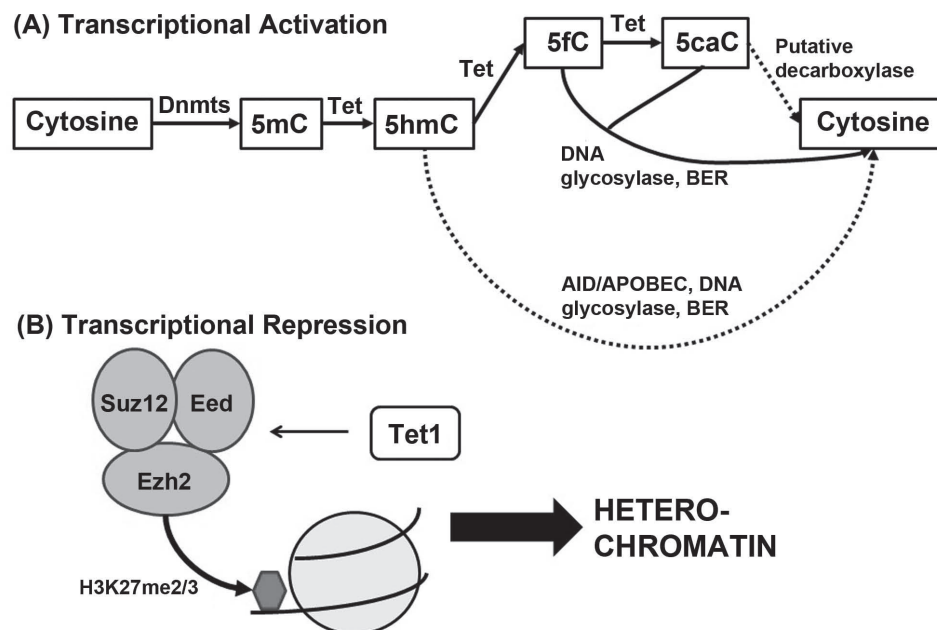 (A) Transcriptional Activation
Cytosine
Dnmts
5mC
Tet
5hmC
Tet
5fC
Tet
5caC
Putative
decarboxylase
Cytosine
DNA
glycosylase, BER
AID/APOBEC, DNA
glycosylase, BER
(B) Transcriptional Repression
Suz12
Eed
Ezh2
Tet1
H3K27me2/3
HETERO-
CHROMATIN